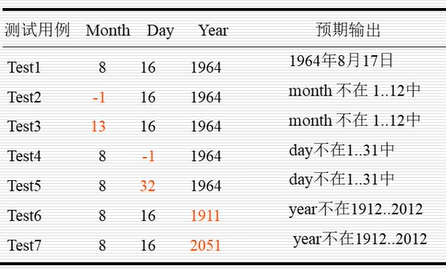 测试用例 Month Day Year 预期输出
Test1 8 16 1964 1964年8月17日
Test2 -1 16 1964 month 不在 1..12中
Test3 13 16 1964 month 不在 1..12中
Test4 8 -1 1964 day不在1..31中
Test5 8 32 1964 day不在1..31中
Test6 8 16 1911 year不在1912..2012
Test7 8 16 2051 year不在1912..2012